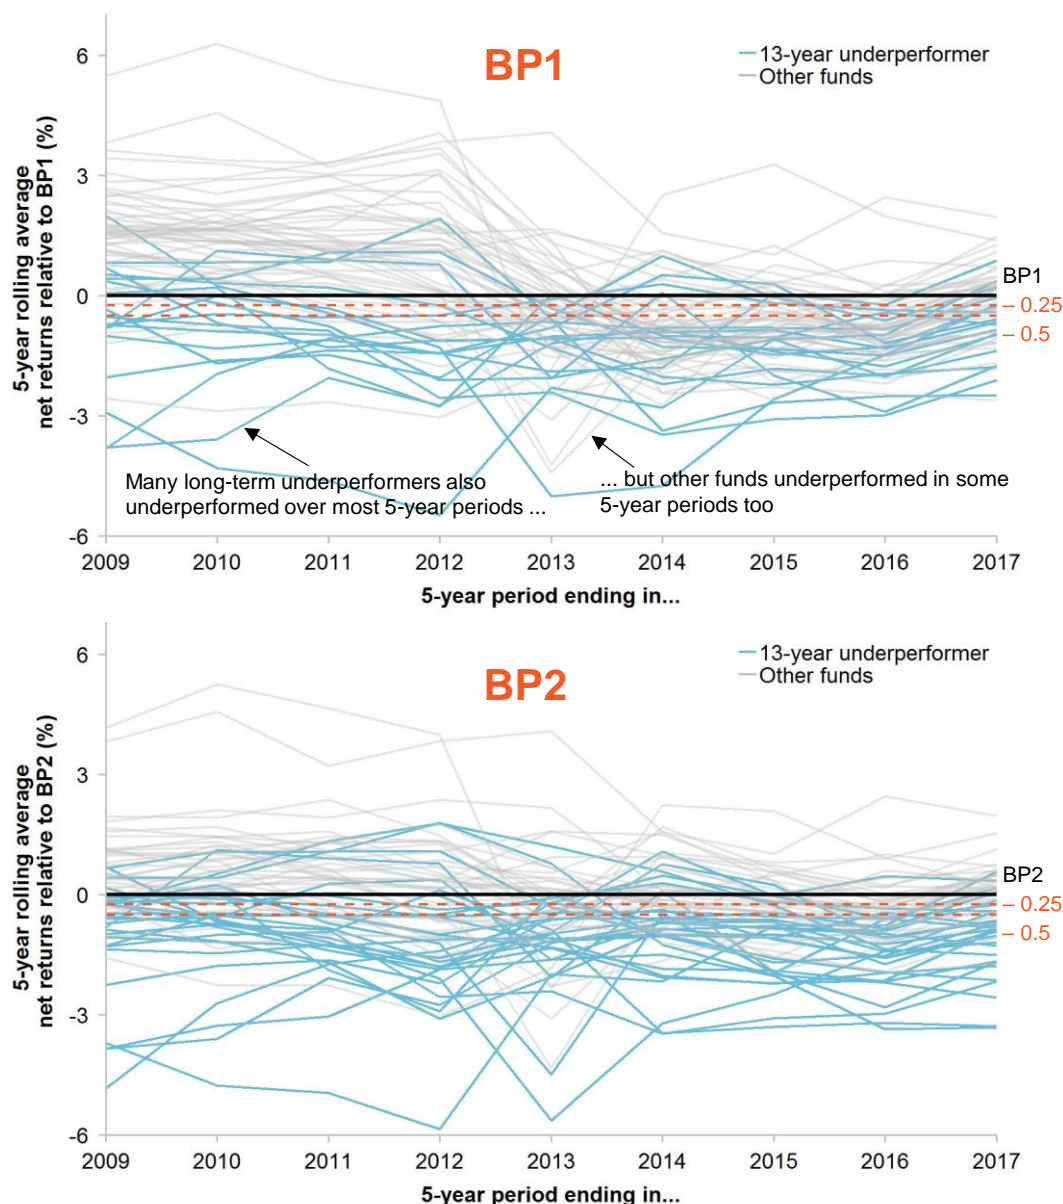 BP1
13-year underperformer
Other funds
5-year rolling average
net returns relative to BP1 (%)
6
3
0
-3
-6
BP1
– 0.25
– 0.5
Many long-term underperformers also
underperformed over most 5-year periods ...
... but other funds underperformed in some
5-year periods too
2009 2010 2011 2012 2013 2014 2015 2016 2017
5-year period ending in...
BP2
13-year underperformer
Other funds
5-year rolling average
net returns relative to BP2 (%)
6
3
0
-3
-6
BP2
– 0.25
– 0.5
2009 2010 2011 2012 2013 2014 2015 2016 2017
5-year period ending in...